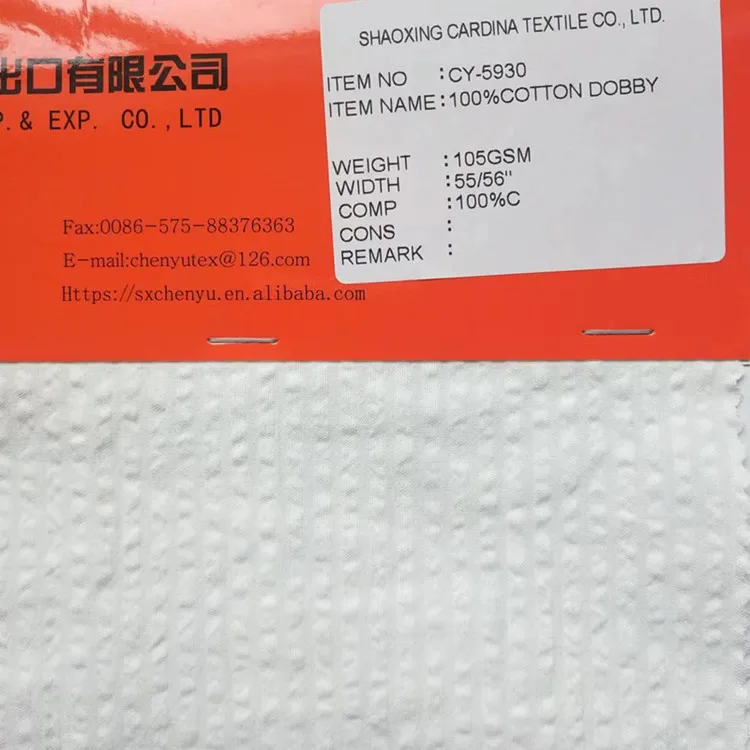 出口有限公司
P.& EXP. CO.,LTD
Fax:0086-575-88376363
E-mail:chenyutex@126.com
Https://sxchenyu.en.alibaba.com
SHAOXING CARDINA TEXTILE CO., LTD.
ITEM NO :CY-5930
ITEM NAME:100%COTTON DOBBY
WEIGHT :105GSM
WIDTH :55/56"
COMP :100%C
CONS :
REMARK :